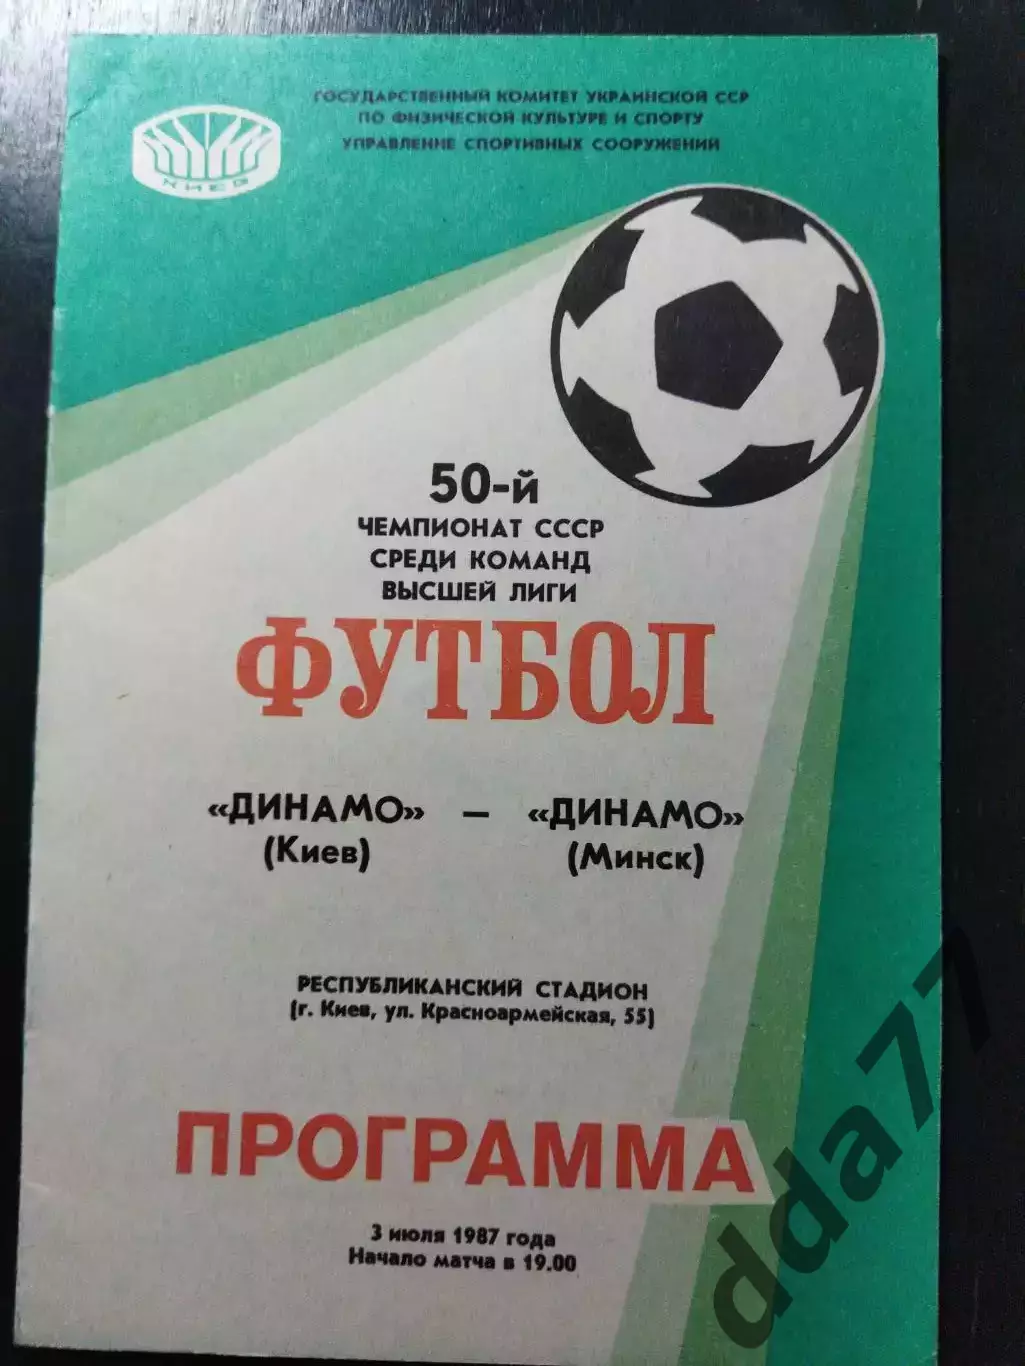 ГОСУДАРСТВЕННЫЙ КОМИТЕТ УКРАИНСКОЙ ССР
ПО ФИЗИЧЕСКОЙ КУЛЬТУРЕ И СПОРТУ
УПРАВЛЕНИЕ СПОРТИВНЫХ СООРУЖЕНИЙ
КИЕВ
50-й
ЧЕМПИОНАТ СССР
СРЕДИ КОМАНД
ВЫСШЕЙ ЛИГИ
ФУТБОЛ
«ДИНАМО» — «ДИНАМО»
(Киев) (Минск)
РЕСПУБЛИКАНСКИЙ СТАДИОН
(г. Киев, ул. Красноармейская, 55)
ПРОГРАММА
3 июля 1987 года
Начало матча в 19.00
dda77